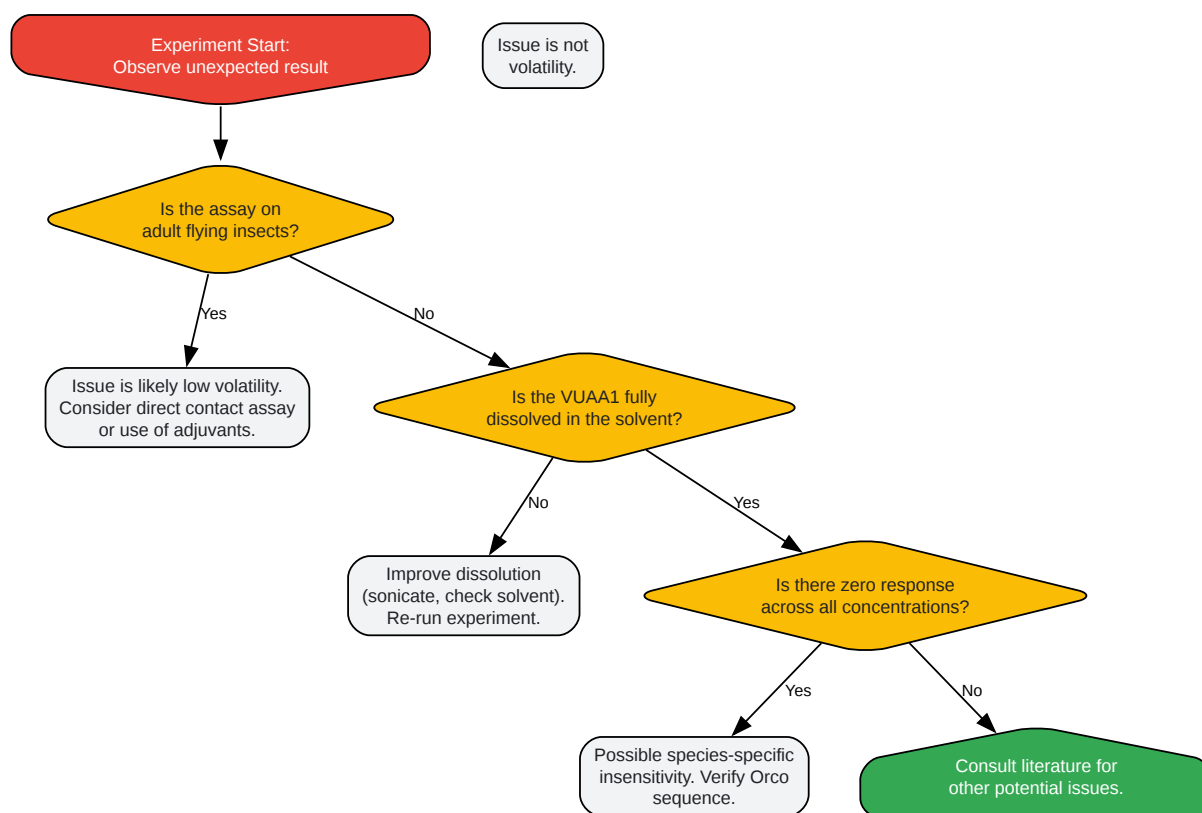 Experiment Start:
Observe unexpected result
Issue is not
volatility.
Is the assay on
adult flying insects?
Yes
No
Issue is likely low volatility.
Consider direct contact assay
or use of adjuvants.
Is the VUAA1 fully
dissolved in the solvent?
No
Yes
Improve dissolution
(sonicate, check solvent).
Re-run experiment.
Is there zero response
across all concentrations?
Yes
No
Possible species-specific
insensitivity. Verify Orco
sequence.
Consult literature for
other potential issues.